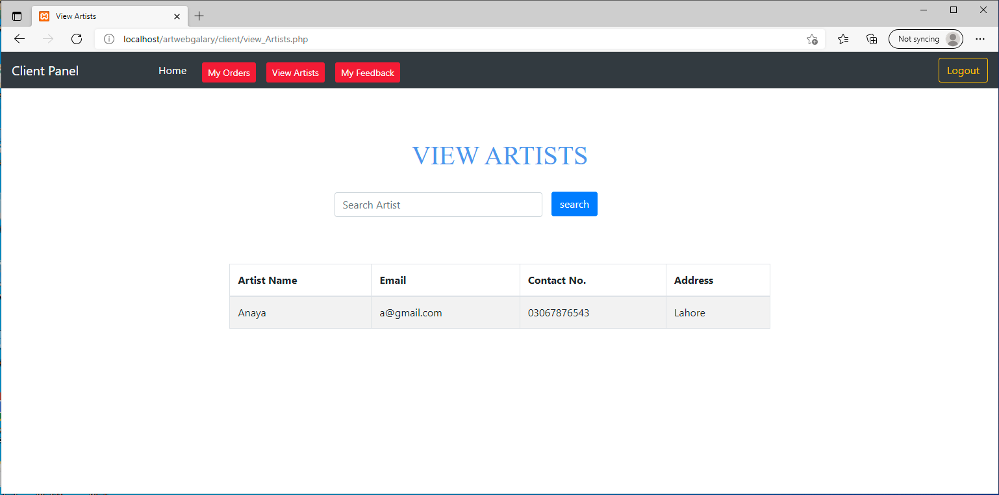 View Artists
localhost/artwebgalary/client/view_Artists.php
Not syncing
Client Panel Home My Orders View Artists My Feedback Logout
VIEW ARTISTS
Search Artist search
Artist Name Email Contact No. Address
Anaya a@gmail.com 03067876543 Lahore